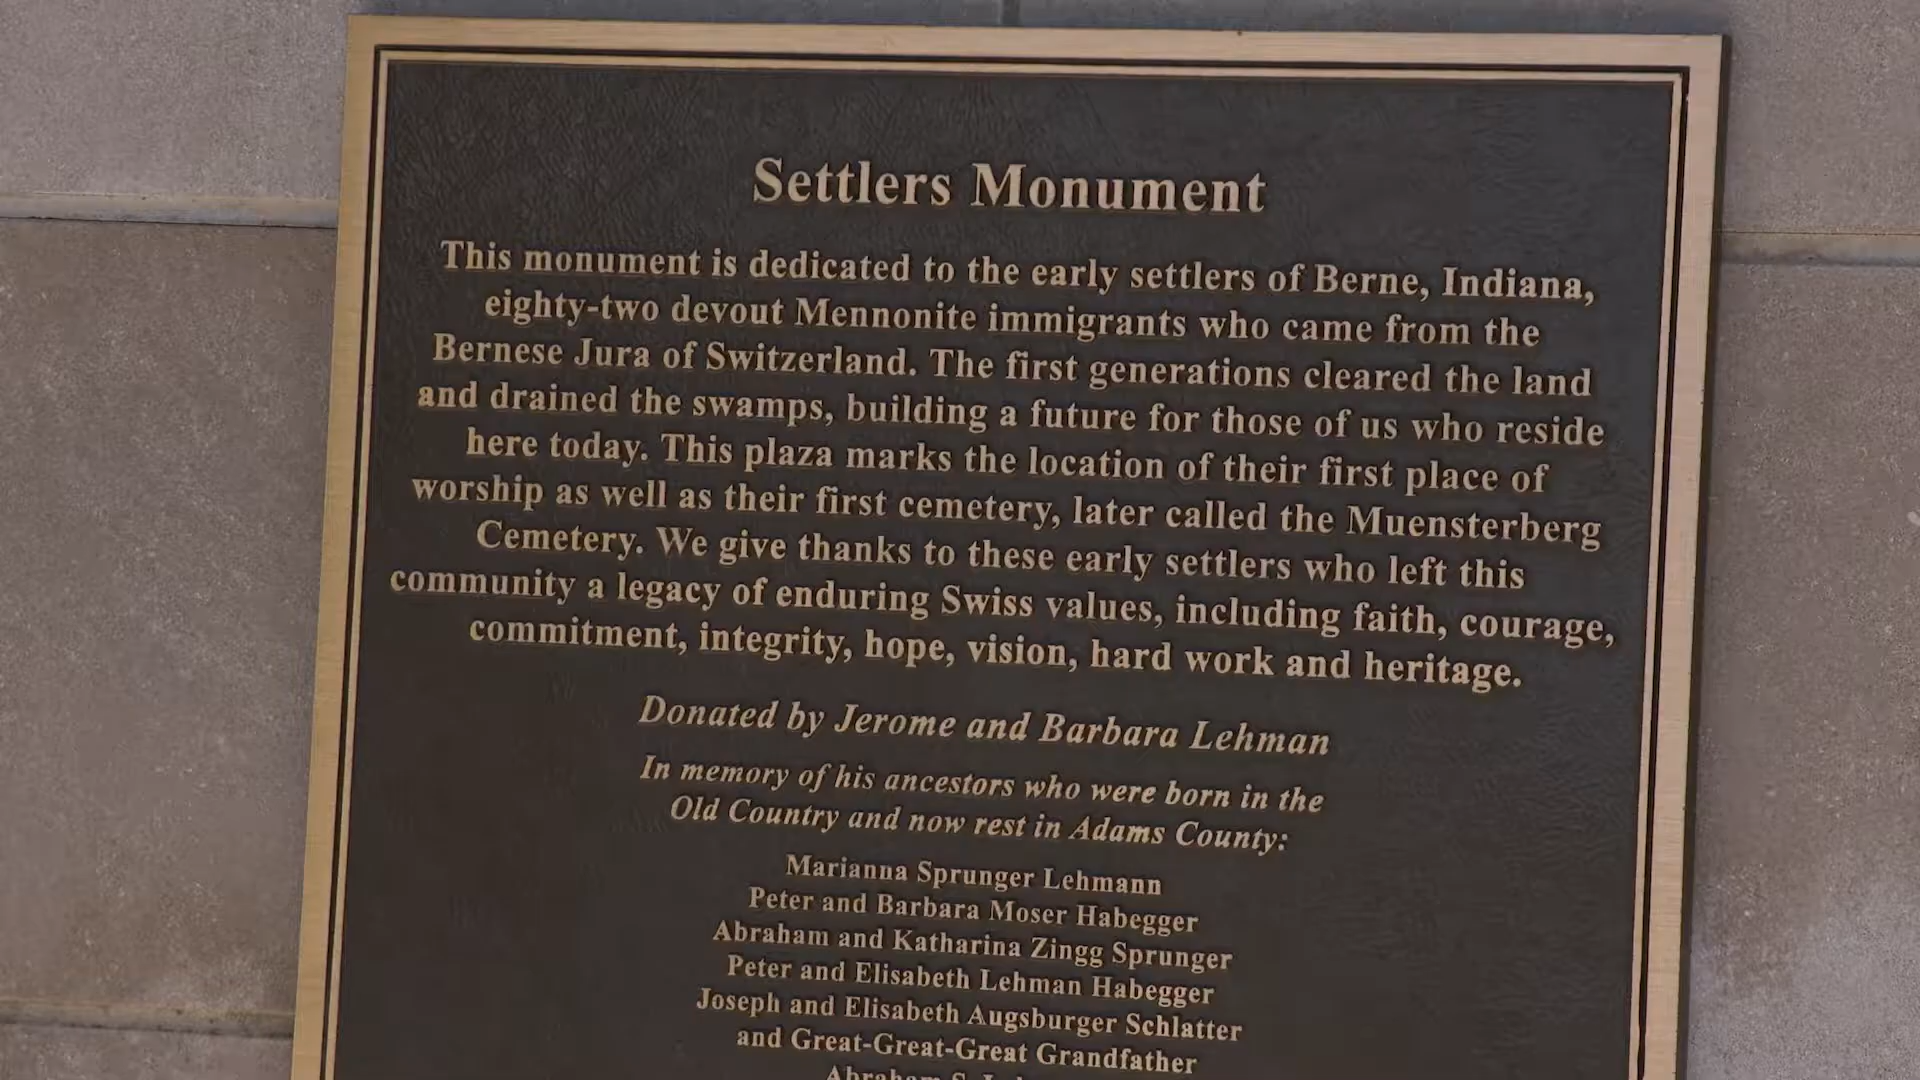 Settlers Monument
This monument is dedicated to the early settlers of Berne, Indiana,
eighty-two devout Mennonite immigrants who came from the
Bernese Jura of Switzerland. The first generations cleared the land
and drained the swamps, building a future for those of us who reside
here today. This plaza marks the location of their first place of
worship as well as their first cemetery, later called the Muensterberg
Cemetery. We give thanks to these early settlers who left this
community a legacy of enduring Swiss values, including faith, courage,
commitment, integrity, hope, vision, hard work and heritage.
Donated by Jerome and Barbara Lehman
In memory of his ancestors who were born in the
Old Country and now rest in Adams County:
Marianna Sprunger Lehmann
Peter and Barbara Moser Habegger
Abraham and Katharina Zingg Sprunger
Peter and Elisabeth Lehman Habegger
Joseph and Elisabeth Augsburger Schlatter
and Great-Great-Great Grandfather
Abraham S.